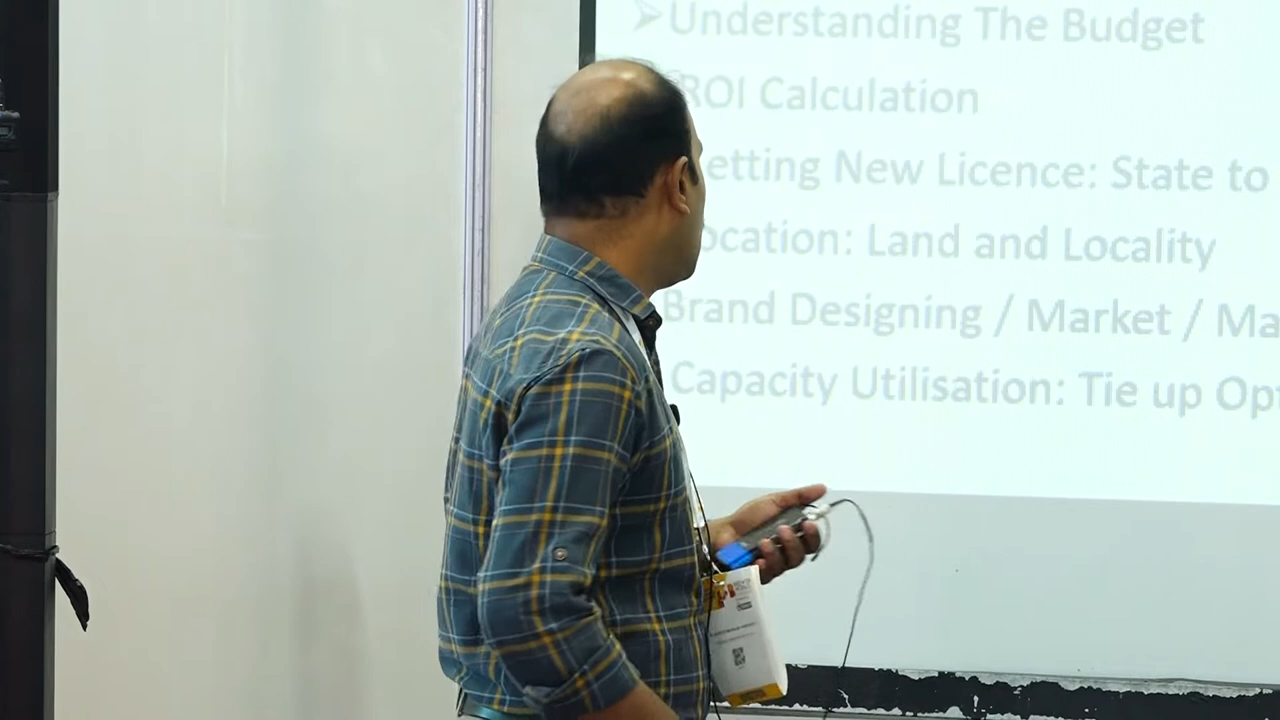 Understanding The Budget
ROI Calculation
etting New Licence: State to
ocation: Land and Locality
Brand Designing / Market / Ma
Capacity Utilisation: Tie up Opt